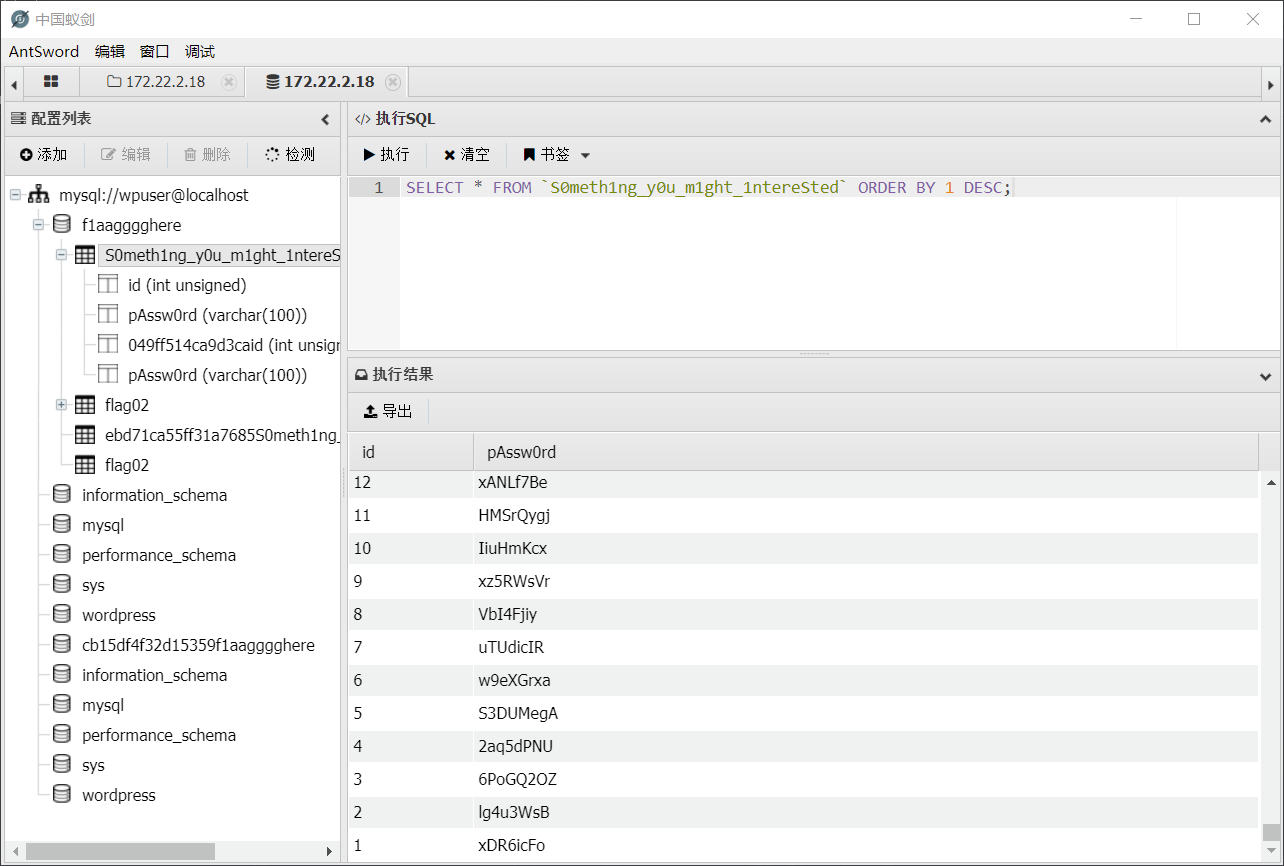 中国蚁剑
AntSword 编辑 窗口 调试
172.22.2.18 172.22.2.18
配置列表
添加 编辑 删除 检测
mysql://wpuser@localhost
f1aagggghere
S0meth1ng_y0u_m1ght_1ntereS
id (int unsigned)
pAssw0rd (varchar(100))
049ff514ca9d3caid (int unsign
pAssw0rd (varchar(100))
flag02
ebd71ca55ff31a7685S0meth1ng_
flag02
information_schema
mysql
performance_schema
sys
wordpress
cb15df4f32d15359f1aagggghere
information_schema
mysql
performance_schema
sys
wordpress
</> 执行SQL
执行 清空 书签
1 SELECT * FROM `S0meth1ng_y0u_m1ght_1ntereSted` ORDER BY 1 DESC;
执行结果
导出
id pAssw0rd
12 xANLf7Be
11 HMSrQygj
10 IiuHmKcx
9 xz5RWsVr
8 VbI4Fjiy
7 uTUdicIR
6 w9eXGrxa
5 S3DUMegA
4 2aq5dPNU
3 6PoGQ2OZ
2 lg4u3WsB
1 xDR6icFo